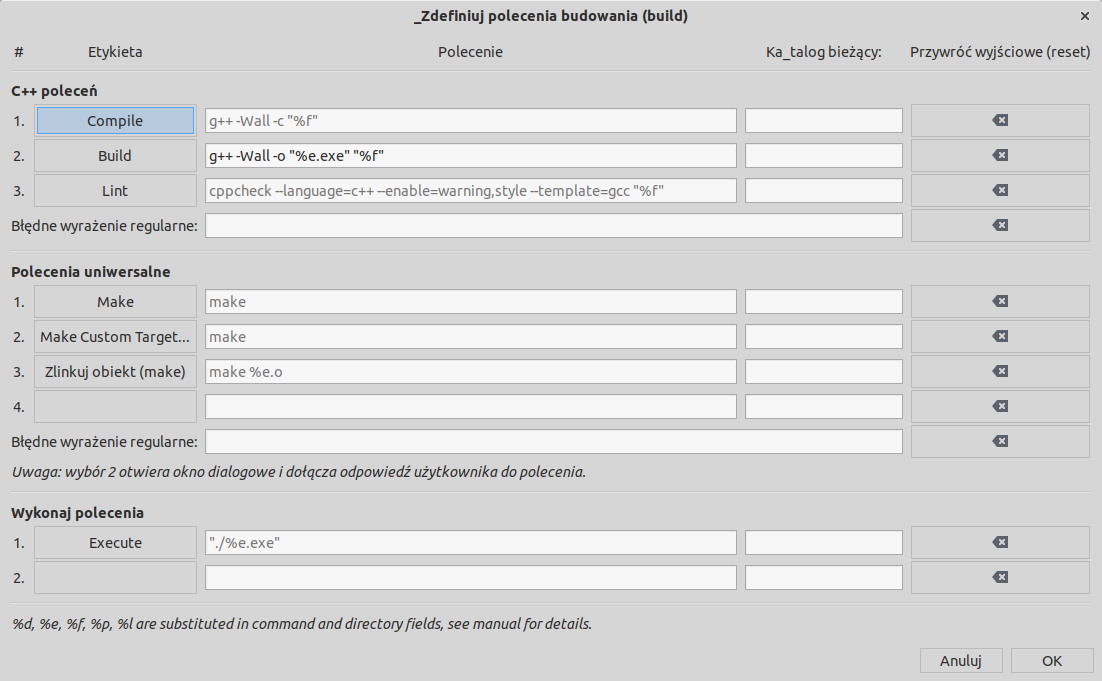 _Zdefiniuj polecenia budowania (build)
# Etykieta Polecenie Ka_talog bieżący: Przywróć wyjściowe (reset)
C++ poleceń
1. Compile g++ -Wall -c "%f"
2. Build g++ -Wall -o "%e.exe" "%f"
3. Lint cppcheck --language=c++ --enable=warning,style --template=gcc "%f"
Błędne wyrażenie regularne:
Polecenia uniwersalne
1. Make make
2. Make Custom Target... make
3. Zlinkuj obiekt (make) make %e.o
4.
Błędne wyrażenie regularne:
Uwaga: wybór 2 otwiera okno dialogowe i dołącza odpowiedź użytkownika do polecenia.
Wykonaj polecenia
1. Execute "./%e.exe"
2.
%d, %e, %f, %p, %l are substituted in command and directory fields, see manual for details.
Anuluj OK